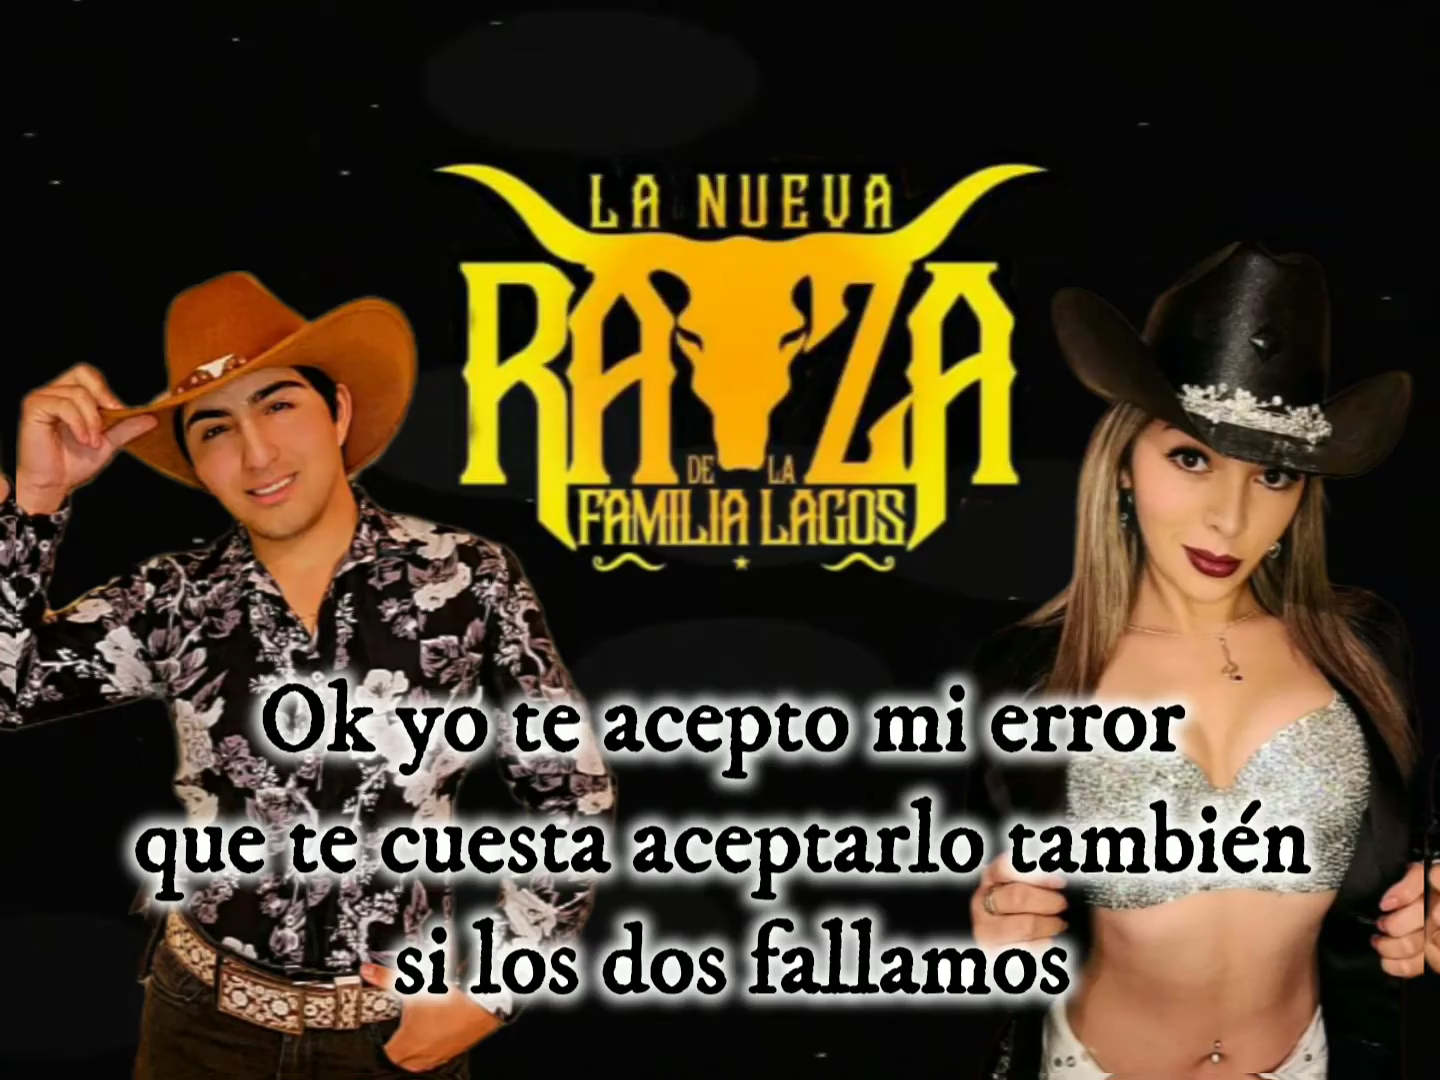 LA NUEVA
RAZA
DE LA
FAMILIA LAGOS
Ok yo te acepto mi error
que te cuesta aceptarlo también
si los dos fallamos